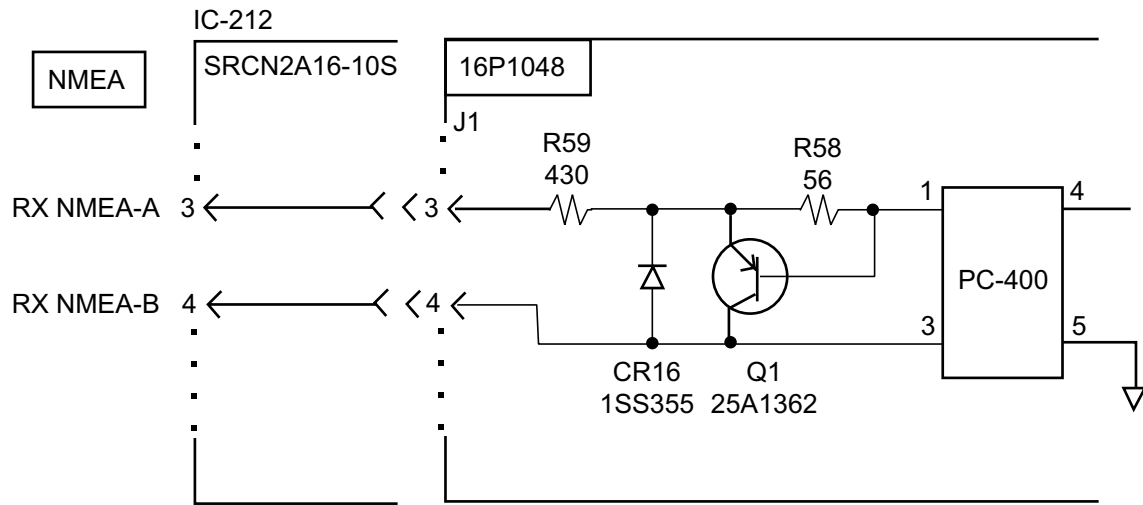 IC-212
NMEA
SRCN2A16-10S
16P1048
J1
R59
430
R58
56
RX NMEA-A 3
3
1
4
PC-400
RX NMEA-B 4
4
3
5
CR16
1SS355
Q1
25A1362